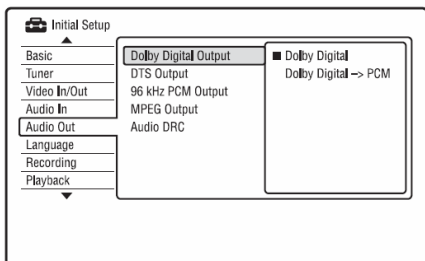 Initial Setup
Basic
Tuner
Video In/Out
Audio In
Audio Out
Language
Recording
Playback
Dolby Digital Output
DTS Output
96 kHz PCM Output
MPEG Output
Audio DRC
Dolby Digital
Dolby Digital –> PCM